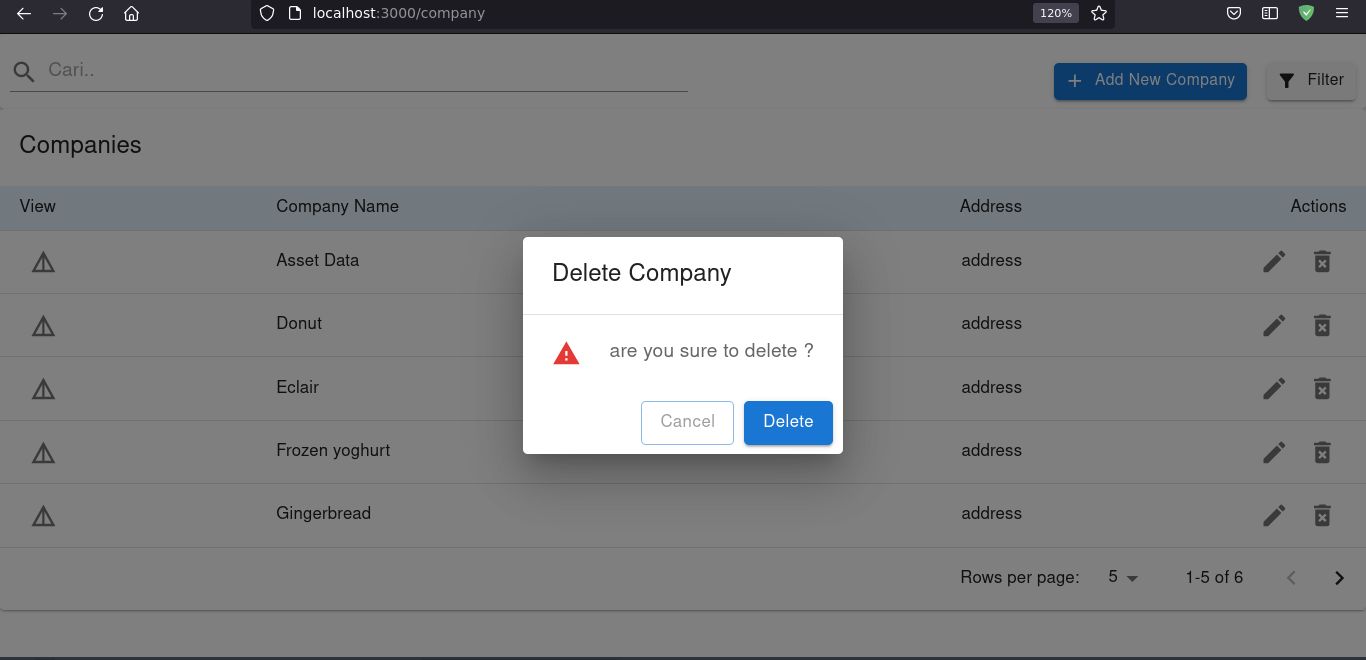 localhost:3000/company
120%
Cari..
Add New Company
Filter
Companies
View Company Name Address Actions
Asset Data address
Donut address
Eclair address
Frozen yoghurt address
Gingerbread address
Delete Company
are you sure to delete ?
Cancel Delete
Rows per page: 5 1-5 of 6